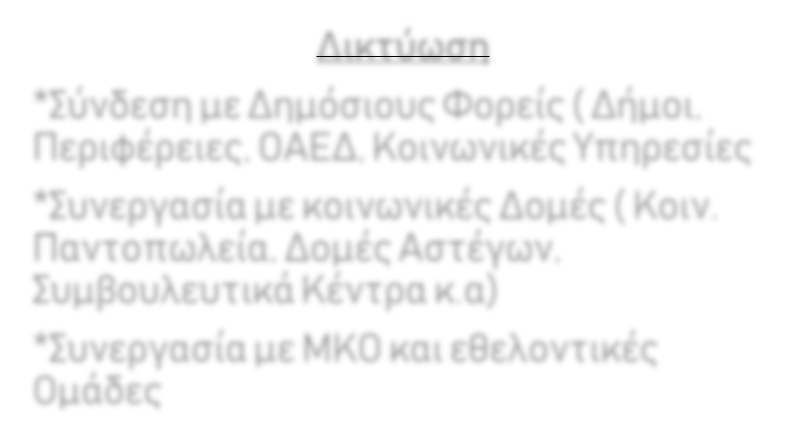 Δικτύωση
*Σύνδεση με Δημόσιους Φορείς ( Δήμοι.
Περιφέρειες. ΟΑΕΔ. Κοινωνικές Υπηρεσίες
*Συνεργασία με κοινωνικές Δομές ( Κοιν.
Παντοπωλεία. Δομές Αστέγων.
Συμβουλευτικά Κέντρα κ.α)
*Συνεργασία με ΜΚΟ και εθελοντικές
Ομάδες